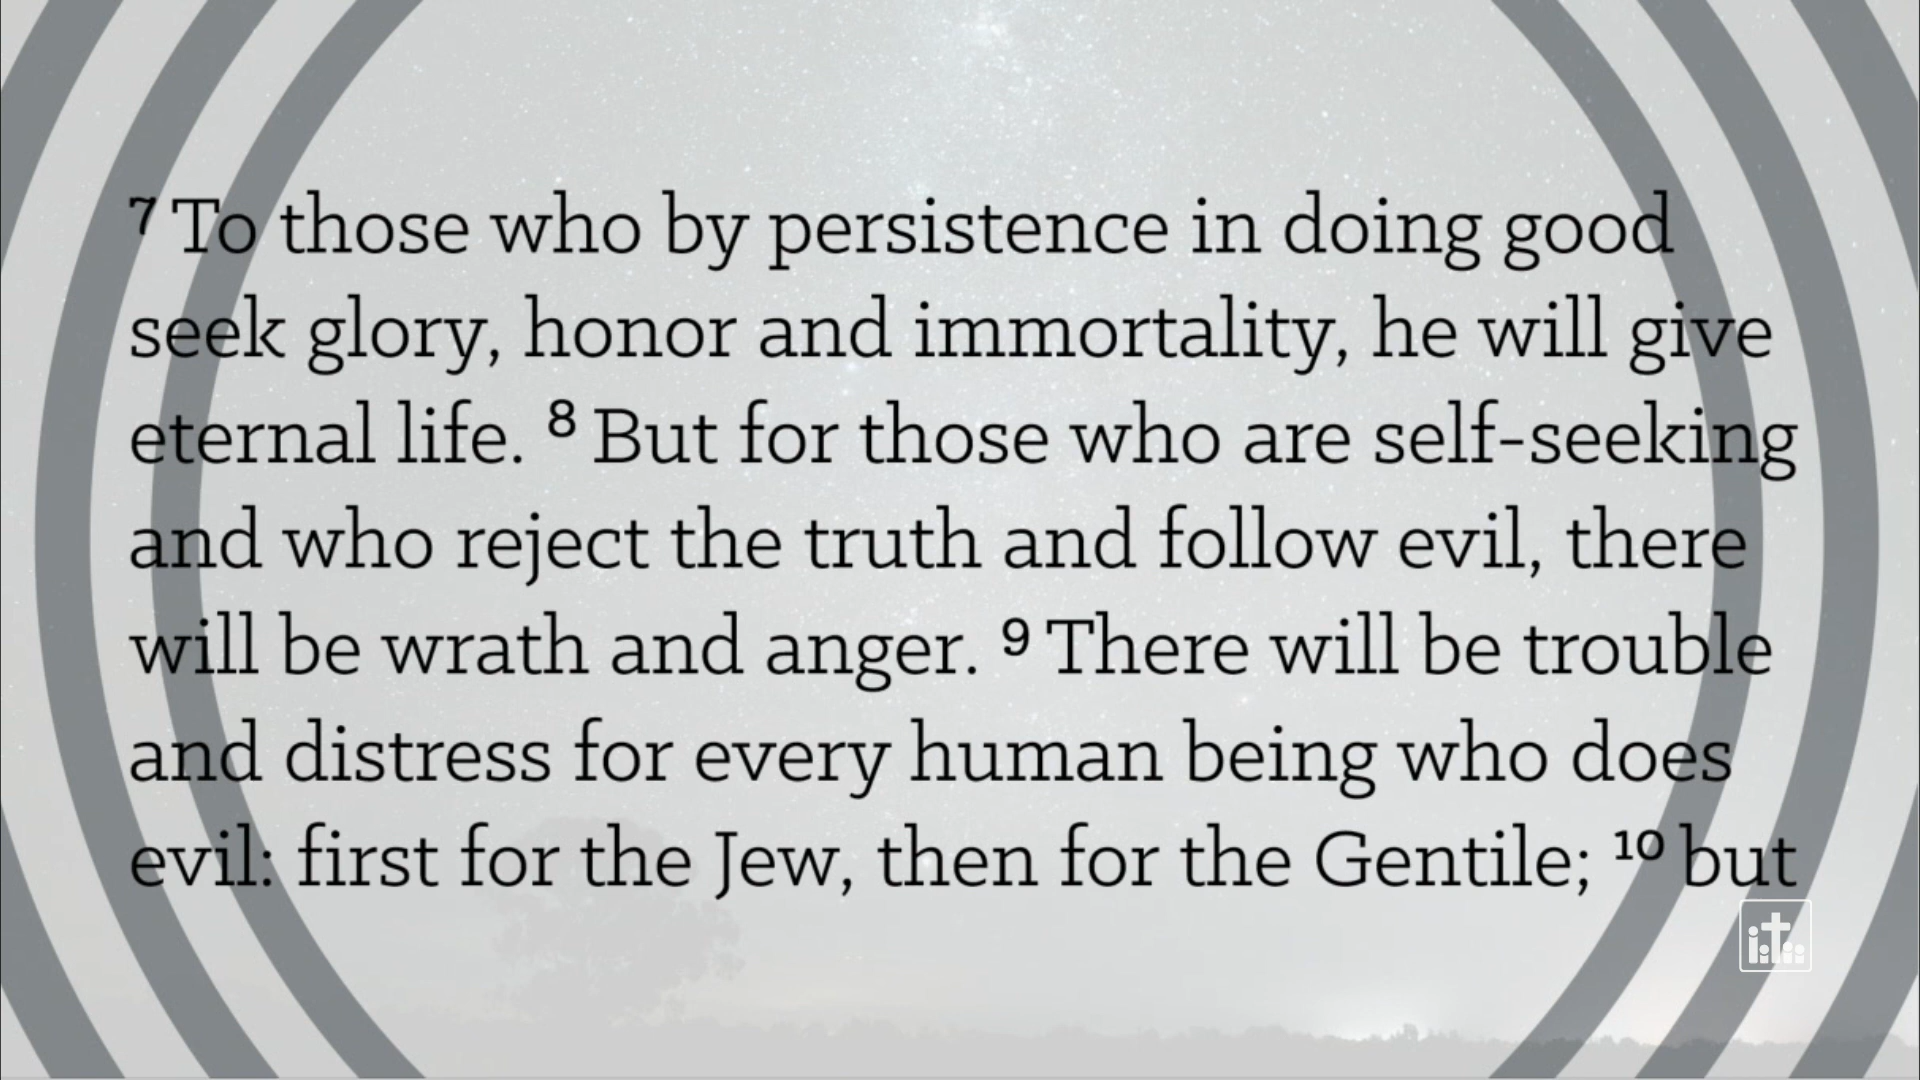 ⁷ To those who by persistence in doing good
seek glory, honor and immortality, he will give
eternal life. ⁸ But for those who are self-seeking
and who reject the truth and follow evil, there
will be wrath and anger. ⁹ There will be trouble
and distress for every human being who does
evil: first for the Jew, then for the Gentile; ¹⁰ but